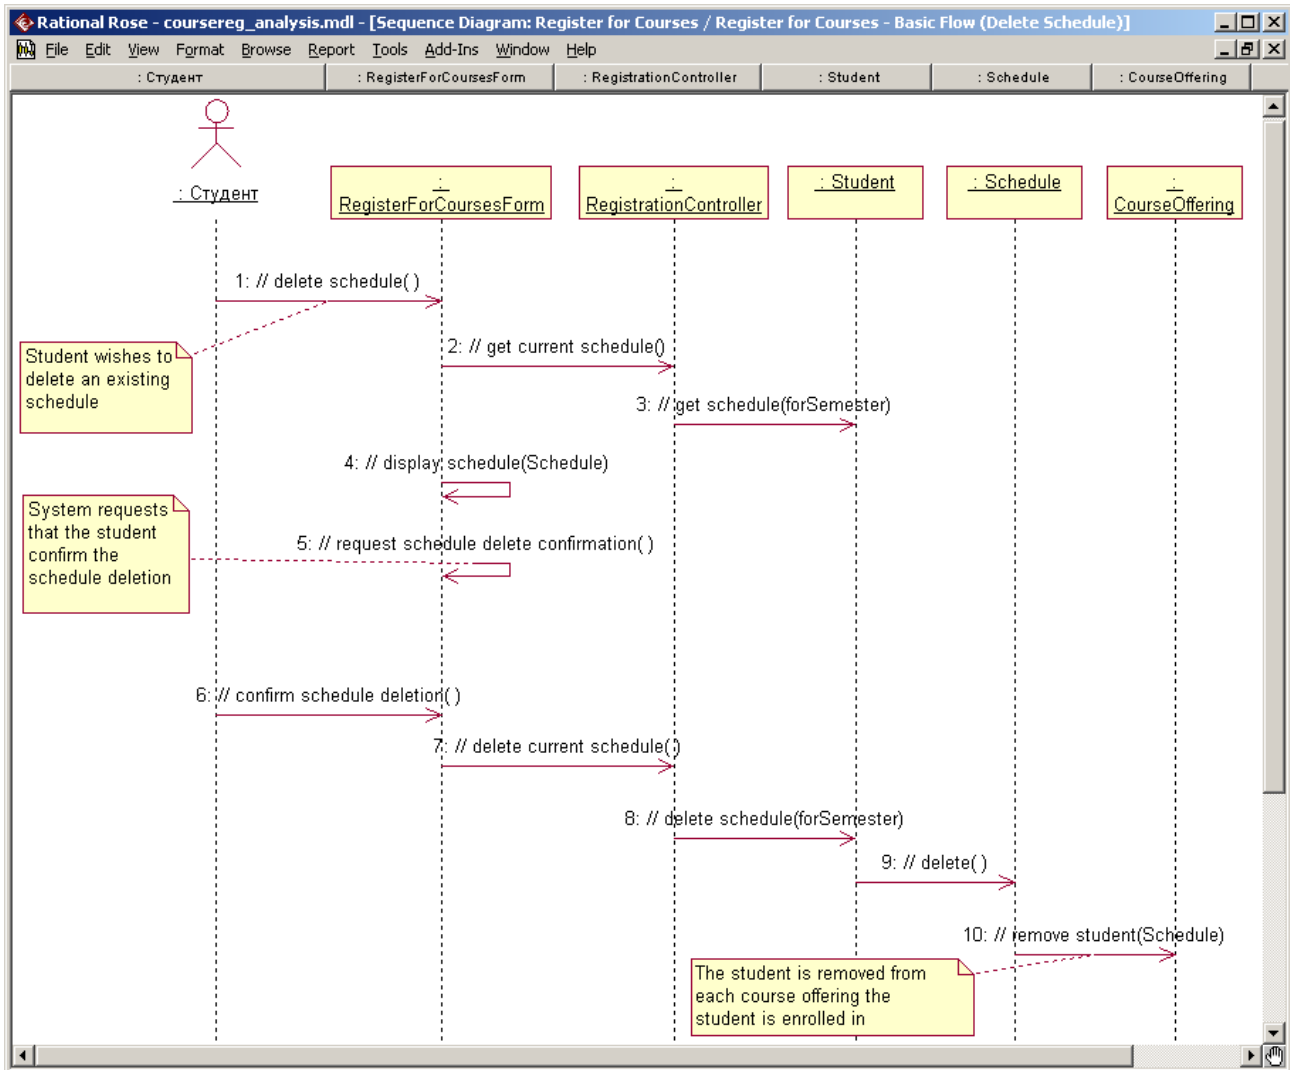 Rational Rose - coursereg_analysis.mdl - [Sequence Diagram: Register for Courses / Register for Courses - Basic Flow (Delete Schedule)]
File Edit View Format Browse Report Tools Add-Ins Window Help
: Студент : RegisterForCoursesForm : RegistrationController : Student : Schedule : CourseOffering
: Студент
:
RegisterForCoursesForm
:
RegistrationController
: Student
: Schedule
:
CourseOffering
1: // delete schedule( )
Student wishes to
delete an existing
schedule
2: // get current schedule()
3: // get schedule(forSemester)
4: // display schedule(Schedule)
System requests
that the student
confirm the
schedule deletion
5: // request schedule delete confirmation( )
6: // confirm schedule deletion( )
7: // delete current schedule( )
8: // delete schedule(forSemester)
9: // delete( )
10: // remove student(Schedule)
The student is removed from
each course offering the
student is enrolled in